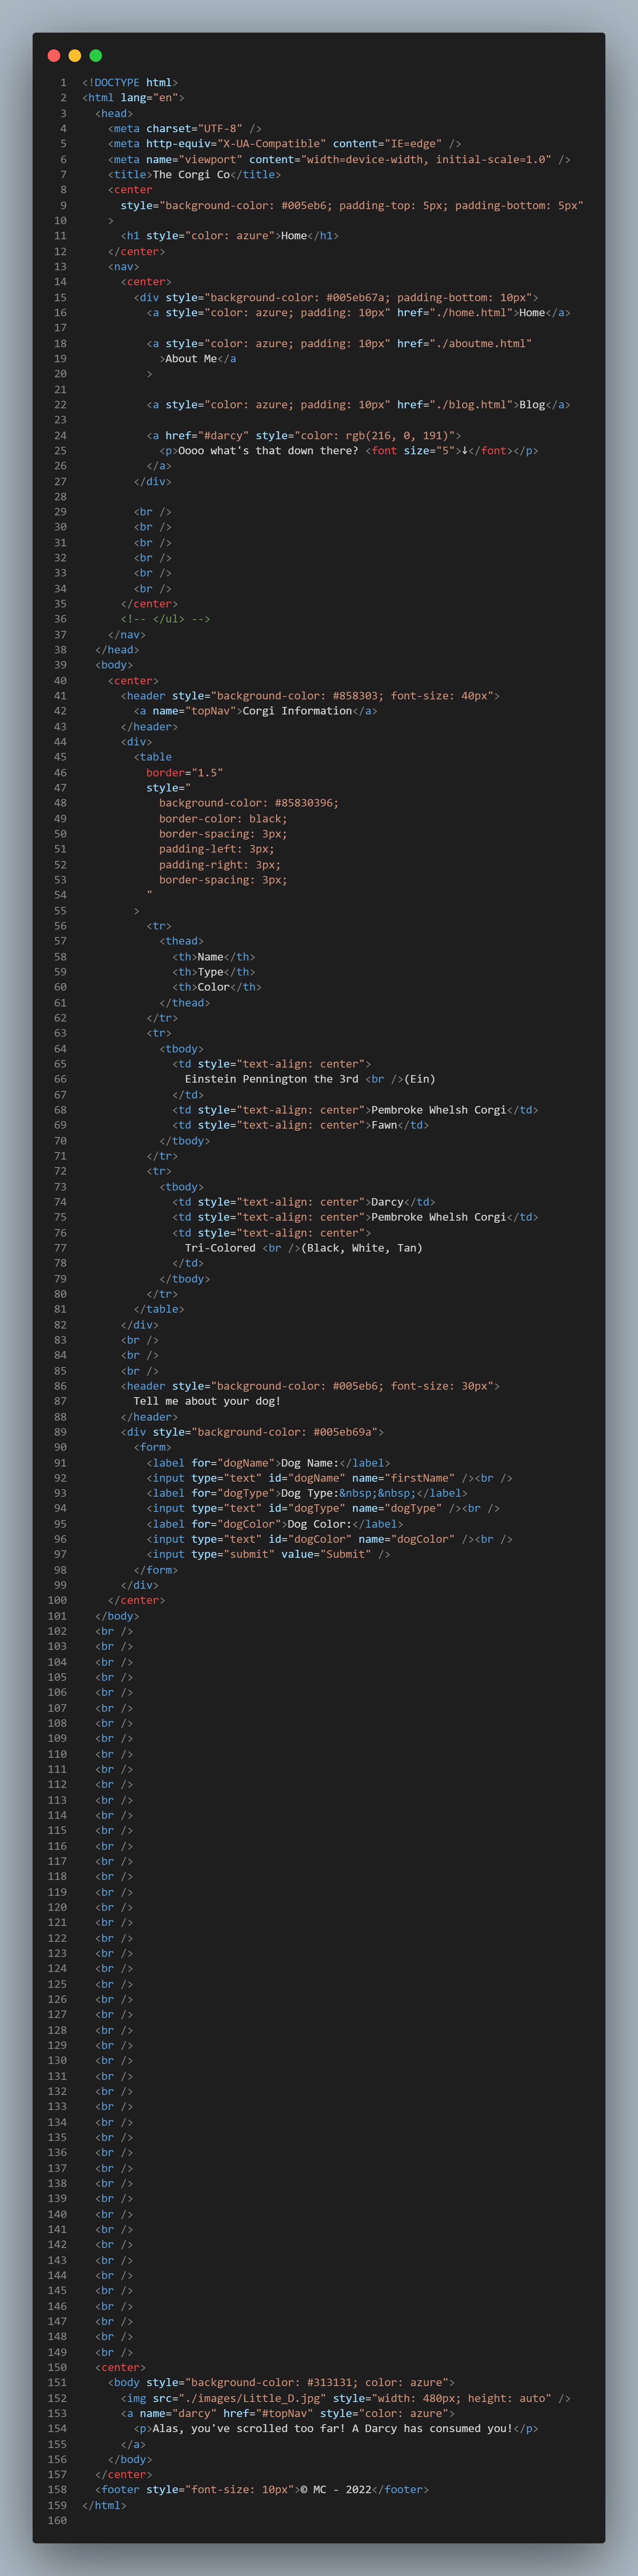 1 <!DOCTYPE html>
2 <html lang="en">
3   <head>
4     <meta charset="UTF-8" />
5     <meta http-equiv="X-UA-Compatible" content="IE=edge" />
6     <meta name="viewport" content="width=device-width, initial-scale=1.0" />
7     <title>The Corgi Co</title>
8     <center
9       style="background-color: #005eb6; padding-top: 5px; padding-bottom: 5px"
10     >
11       <h1 style="color: azure">Home</h1>
12     </center>
13     <nav>
14       <center>
15         <div style="background-color: #005eb67a; padding-bottom: 10px">
16           <a style="color: azure; padding: 10px" href="./home.html">Home</a>
17
18           <a style="color: azure; padding: 10px" href="./aboutme.html"
19             >About Me</a
20           >
21
22           <a style="color: azure; padding: 10px" href="./blog.html">Blog</a>
23
24           <a href="#darcy" style="color: rgb(216, 0, 191)">
25             <p>Oooo what's that down there? <font size="5">↓</font></p>
26           </a>
27         </div>
28
29         <br />
30         <br />
31         <br />
32         <br />
33         <br />
34         <br />
35       </center>
36       <!-- </ul> -->
37     </nav>
38   </head>
39   <body>
40     <center>
41       <header style="background-color: #858303; font-size: 40px">
42         <a name="topNav">Corgi Information</a>
43       </header>
44       <div>
45         <table
46           border="1.5"
47           style="
48             background-color: #85830396;
49             border-color: black;
50             border-spacing: 3px;
51             padding-left: 3px;
52             padding-right: 3px;
53             border-spacing: 3px;
54           "
55         >
56           <tr>
57             <thead>
58               <th>Name</th>
59               <th>Type</th>
60               <th>Color</th>
61             </thead>
62           </tr>
63           <tr>
64             <tbody>
65               <td style="text-align: center">
66                 Einstein Pennington the 3rd <br />(Ein)
67               </td>
68               <td style="text-align: center">Pembroke Whelsh Corgi</td>
69               <td style="text-align: center">Fawn</td>
70             </tbody>
71           </tr>
72           <tr>
73             <tbody>
74               <td style="text-align: center">Darcy</td>
75               <td style="text-align: center">Pembroke Whelsh Corgi</td>
76               <td style="text-align: center">
77                 Tri-Colored <br />(Black, White, Tan)
78               </td>
79             </tbody>
80           </tr>
81         </table>
82       </div>
83       <br />
84       <br />
85       <br />
86       <header style="background-color: #005eb6; font-size: 30px">
87         Tell me about your dog!
88       </header>
89       <div style="background-color: #005eb69a">
90         <form>
91           <label for="dogName">Dog Name:</label>
92           <input type="text" id="dogName" name="firstName" /><br />
93           <label for="dogType">Dog Type:&nbsp;&nbsp;</label>
94           <input type="text" id="dogType" name="dogType" /><br />
95           <label for="dogColor">Dog Color:</label>
96           <input type="text" id="dogColor" name="dogColor" /><br />
97           <input type="submit" value="Submit" />
98         </form>
99       </div>
100     </center>
101   </body>
102   <br />
103   <br />
104   <br />
105   <br />
106   <br />
107   <br />
108   <br />
109   <br />
110   <br />
111   <br />
112   <br />
113   <br />
114   <br />
115   <br />
116   <br />
117   <br />
118   <br />
119   <br />
120   <br />
121   <br />
122   <br />
123   <br />
124   <br />
125   <br />
126   <br />
127   <br />
128   <br />
129   <br />
130   <br />
131   <br />
132   <br />
133   <br />
134   <br />
135   <br />
136   <br />
137   <br />
138   <br />
139   <br />
140   <br />
141   <br />
142   <br />
143   <br />
144   <br />
145   <br />
146   <br />
147   <br />
148   <br />
149   <br />
150   <center>
151     <body style="background-color: #313131; color: azure">
152       <img src="./images/Little_D.jpg" style="width: 480px; height: auto" />
153       <a name="darcy" href="#topNav" style="color: azure">
154         <p>Alas, you've scrolled too far! A Darcy has consumed you!</p>
155       </a>
156     </body>
157   </center>
158   <footer style="font-size: 10px">© MC - 2022</footer>
159 </html>
160